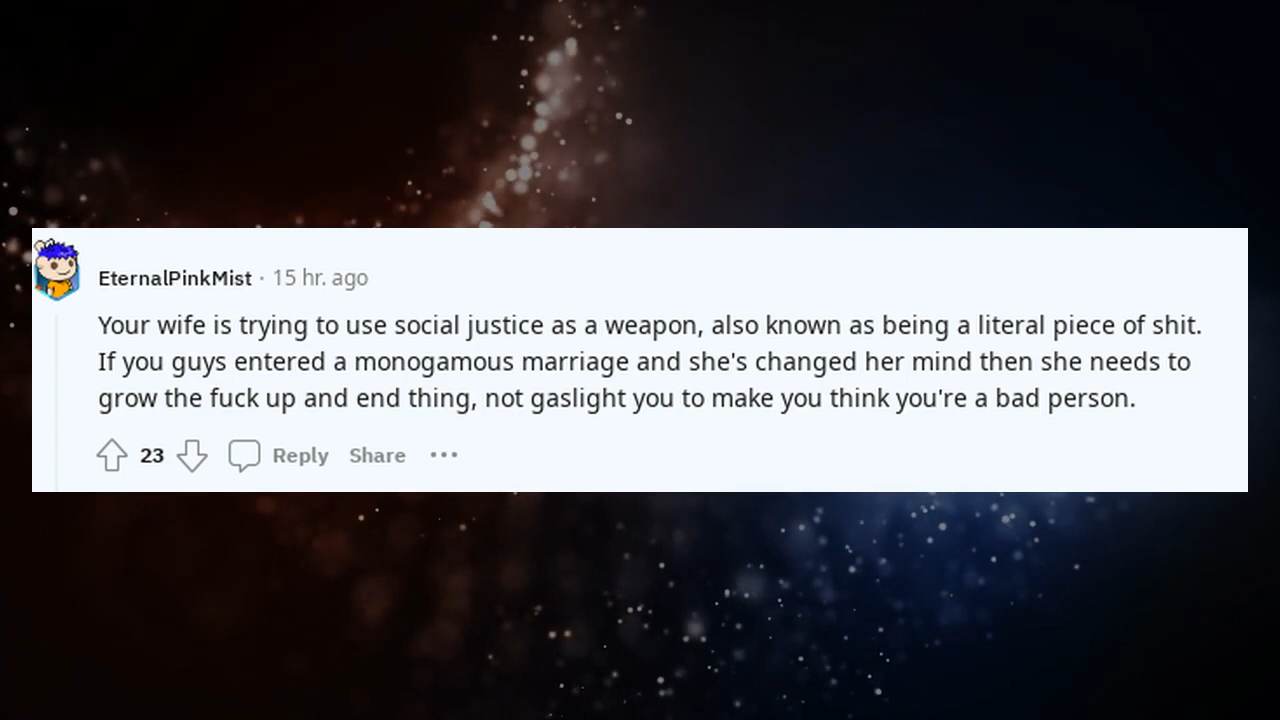 EternalPinkMist · 15 hr. ago
Your wife is trying to use social justice as a weapon, also known as being a literal piece of shit.
If you guys entered a monogamous marriage and she's changed her mind then she needs to
grow the fuck up and end thing, not gaslight you to make you think you're a bad person.
23 Reply Share •••